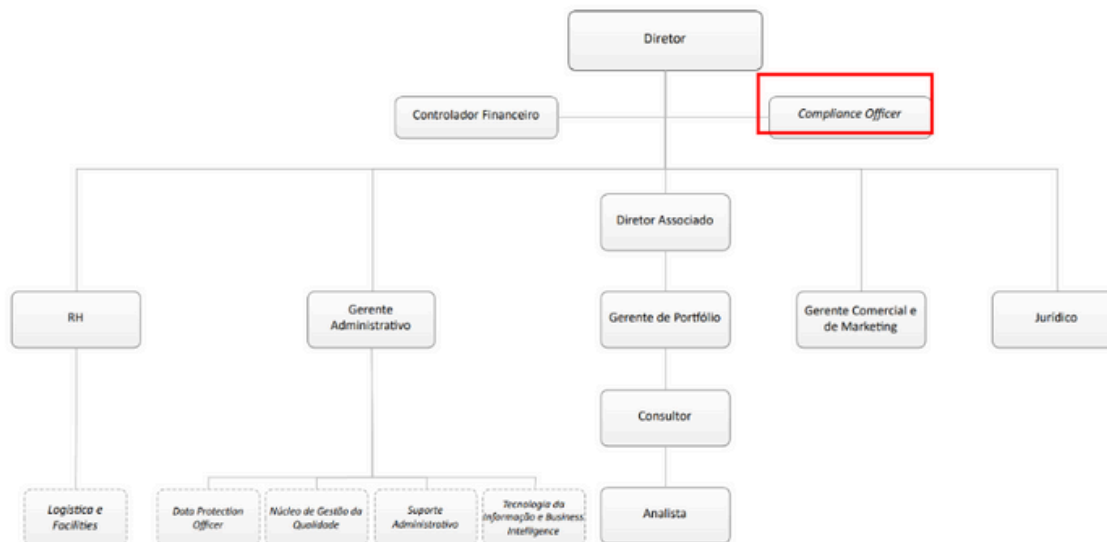 Diretor
Controlador Financeiro
Compliance Officer
Diretor Associado
RH
Gerente
Administrativo
Gerente de Portfólio
Gerente Comercial e
de Marketing
Jurídico
Consultor
Logística e
Facilities
Data Protection
Officer
Núcleo de Gestão da
Qualidade
Suporte
Administrativo
Tecnologia da
Informação e Business
Intelligence
Analista